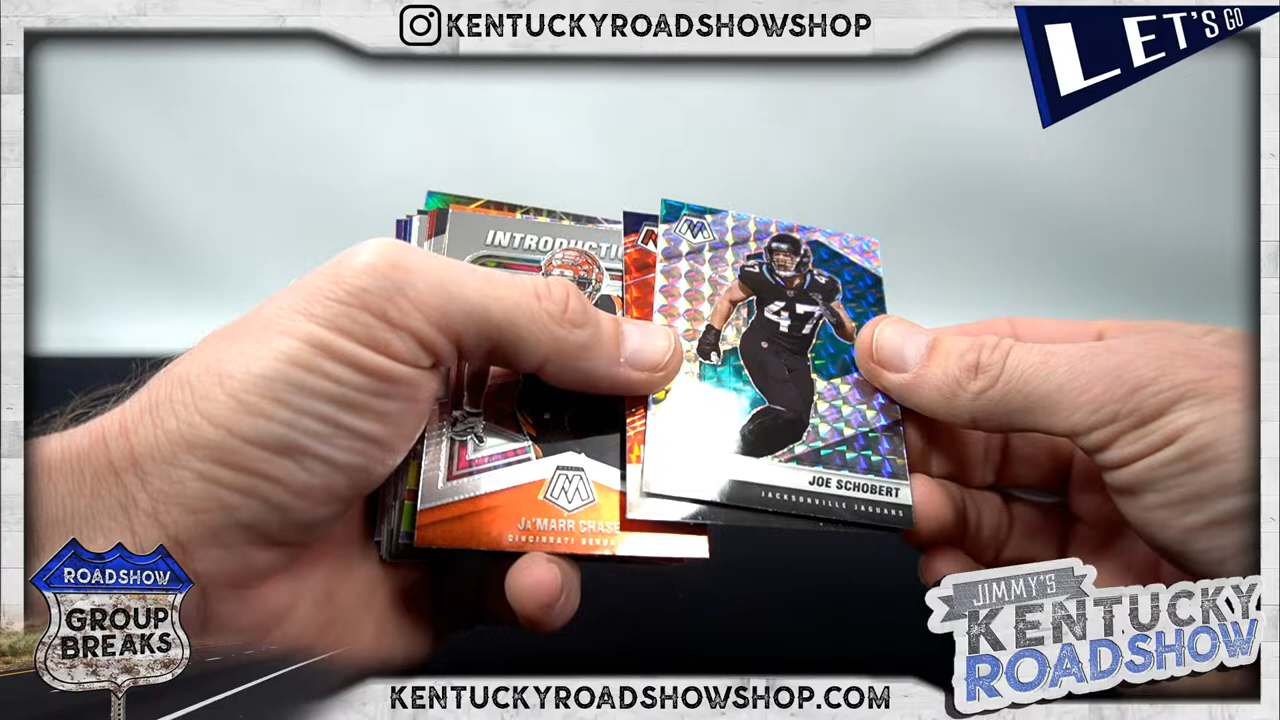 KENTUCKYROADSHOWSHOP
LET'S GO
INTRODUCTI
47
47
JOE SCHOBERT
JACKSONVILLE JAGUARS
JA'MARR CHASE
CINCINNATI
ROADSHOW
GROUP
BREAKS
JIMMY'S
KENTUCKY
ROADSHOW
KENTUCKYROADSHOWSHOP.COM